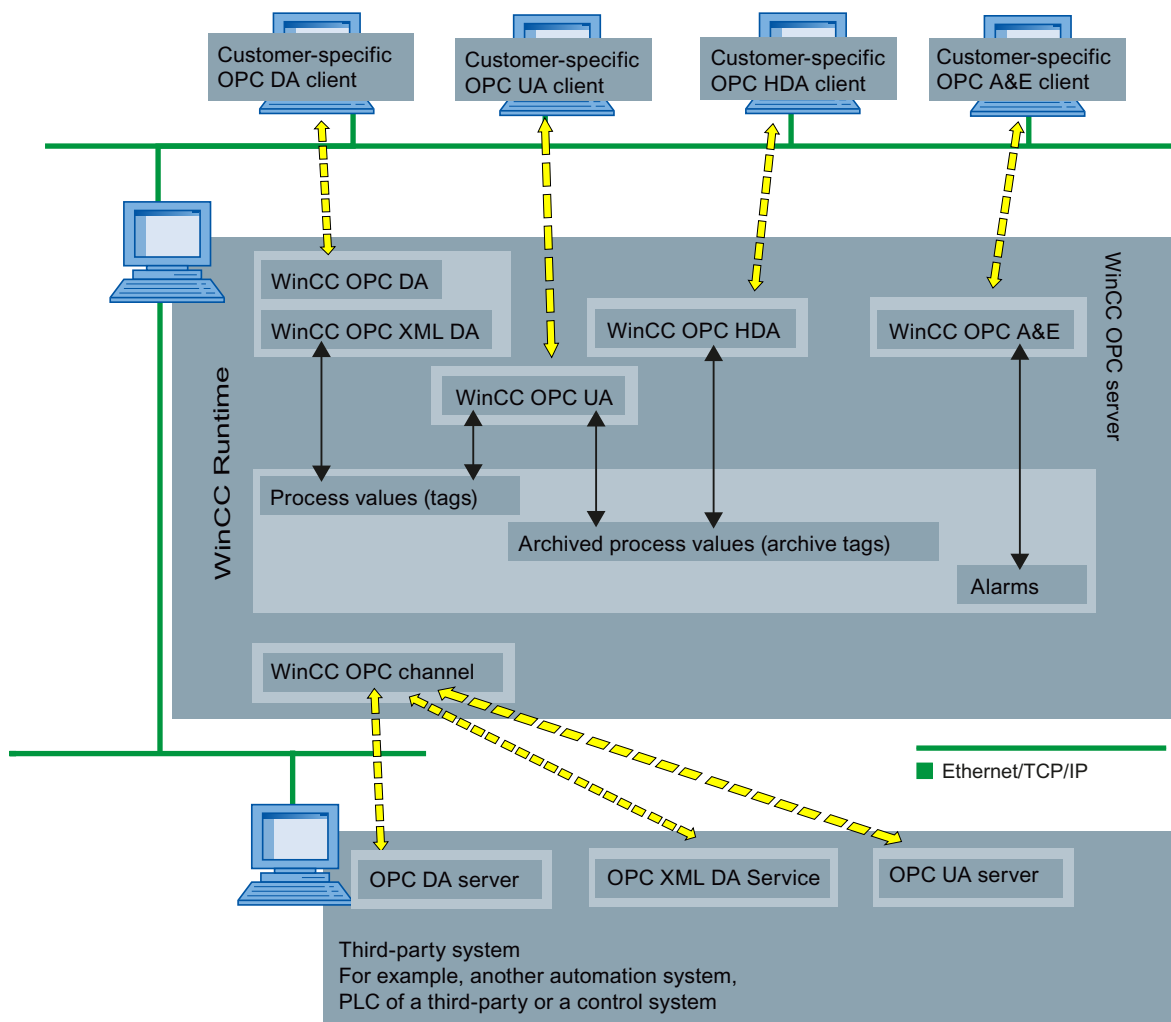 Customer-specific
OPC DA client
Customer-specific
OPC UA client
Customer-specific
OPC HDA client
Customer-specific
OPC A&E client
WinCC OPC DA
WinCC OPC XML DA
WinCC OPC HDA
WinCC OPC A&E
WinCC OPC server
WinCC OPC UA
WinCC Runtime
Process values (tags)
Archived process values (archive tags)
Alarms
WinCC OPC channel
Ethernet/TCP/IP
OPC DA server
OPC XML DA Service
OPC UA server
Third-party system
For example, another automation system,
PLC of a third-party or a control system